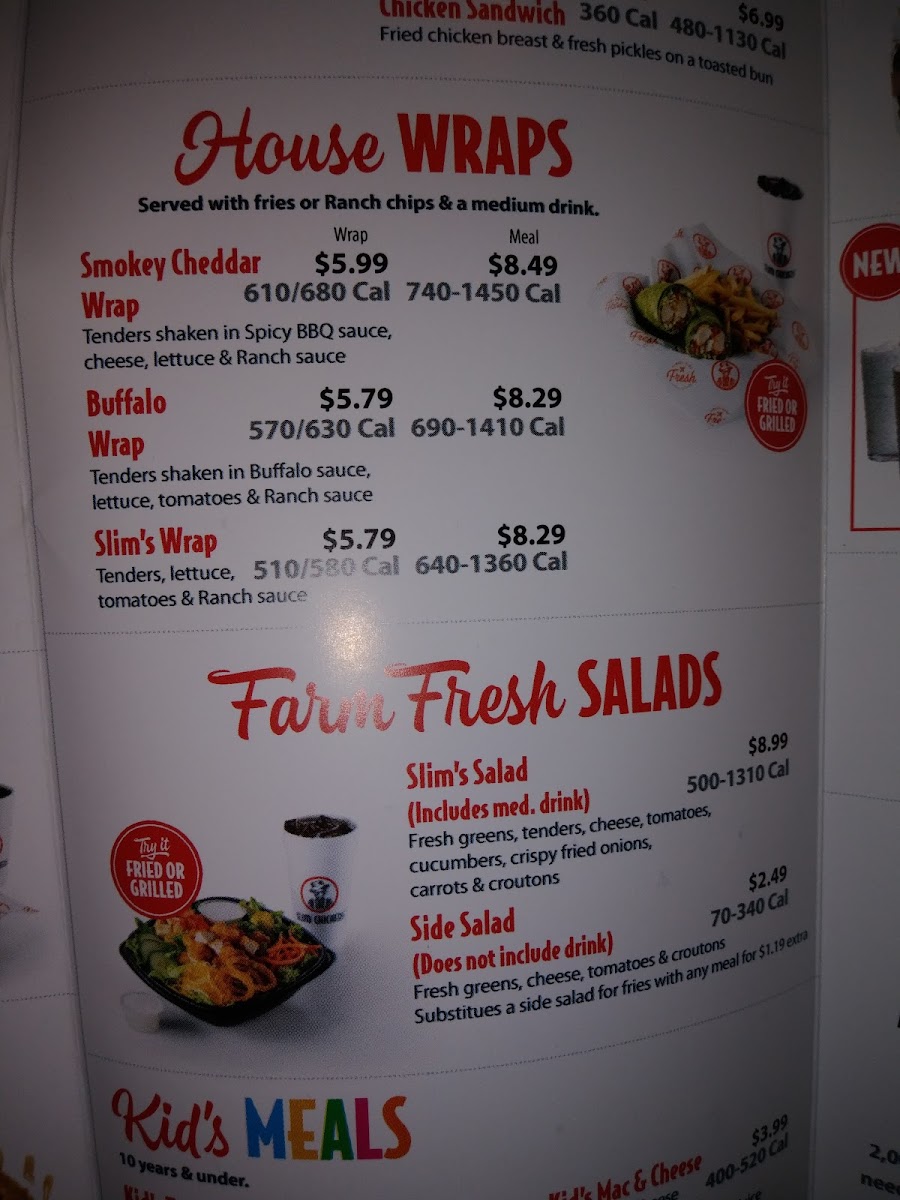 Chicken Sandwich 360 Cal 480-1130 Cal
$6.99
Fried chicken breast & fresh pickles on a toasted bun
House WRAPS
Served with fries or Ranch chips & a medium drink.
Wrap Meal
Smokey Cheddar $5.99 $8.49
Wrap 610/680 Cal 740-1450 Cal
Tenders shaken in Spicy BBQ sauce,
cheese, lettuce & Ranch sauce
Buffalo $5.79 $8.29
Wrap 570/630 Cal 690-1410 Cal
Tenders shaken in Buffalo sauce,
lettuce, tomatoes & Ranch sauce
Slim's Wrap $5.79 $8.29
Tenders, lettuce, 510/580 Cal 640-1360 Cal
tomatoes & Ranch sauce
Fresh
Try it
FRIED OR
GRILLED
NEW
Farm Fresh SALADS
Slim's Salad $8.99
(Includes med. drink) 500-1310 Cal
Fresh greens, tenders, cheese, tomatoes,
cucumbers, crispy fried onions,
carrots & croutons
Side Salad $2.49
(Does not include drink) 70-340 Cal
Fresh greens, cheese, tomatoes & croutons
Substitues a side salad for fries with any meal for $1.19 extra
Try it
FRIED OR
GRILLED
SLIM CHICKENS
Kid's MEALS
10 years & under.
Kid's Mac & Cheese $3.99
400-520 Cal
2,0
nee